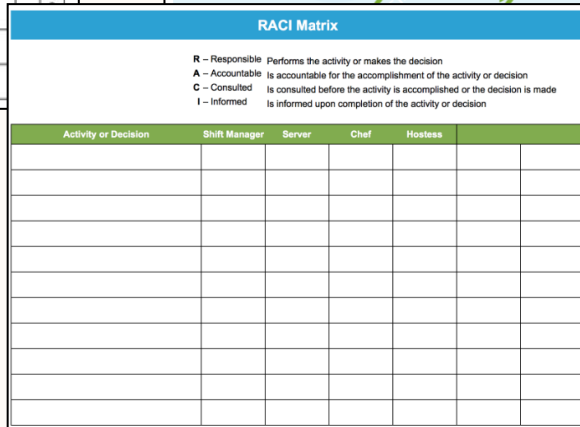 RACI Matrix
R – Responsible Performs the activity or makes the decision
A – Accountable Is accountable for the accomplishment of the activity or decision
C – Consulted Is consulted before the activity is accomplished or the decision is made
I – Informed Is informed upon completion of the activity or decision
Activity or Decision Shift Manager Server Chef Hostess